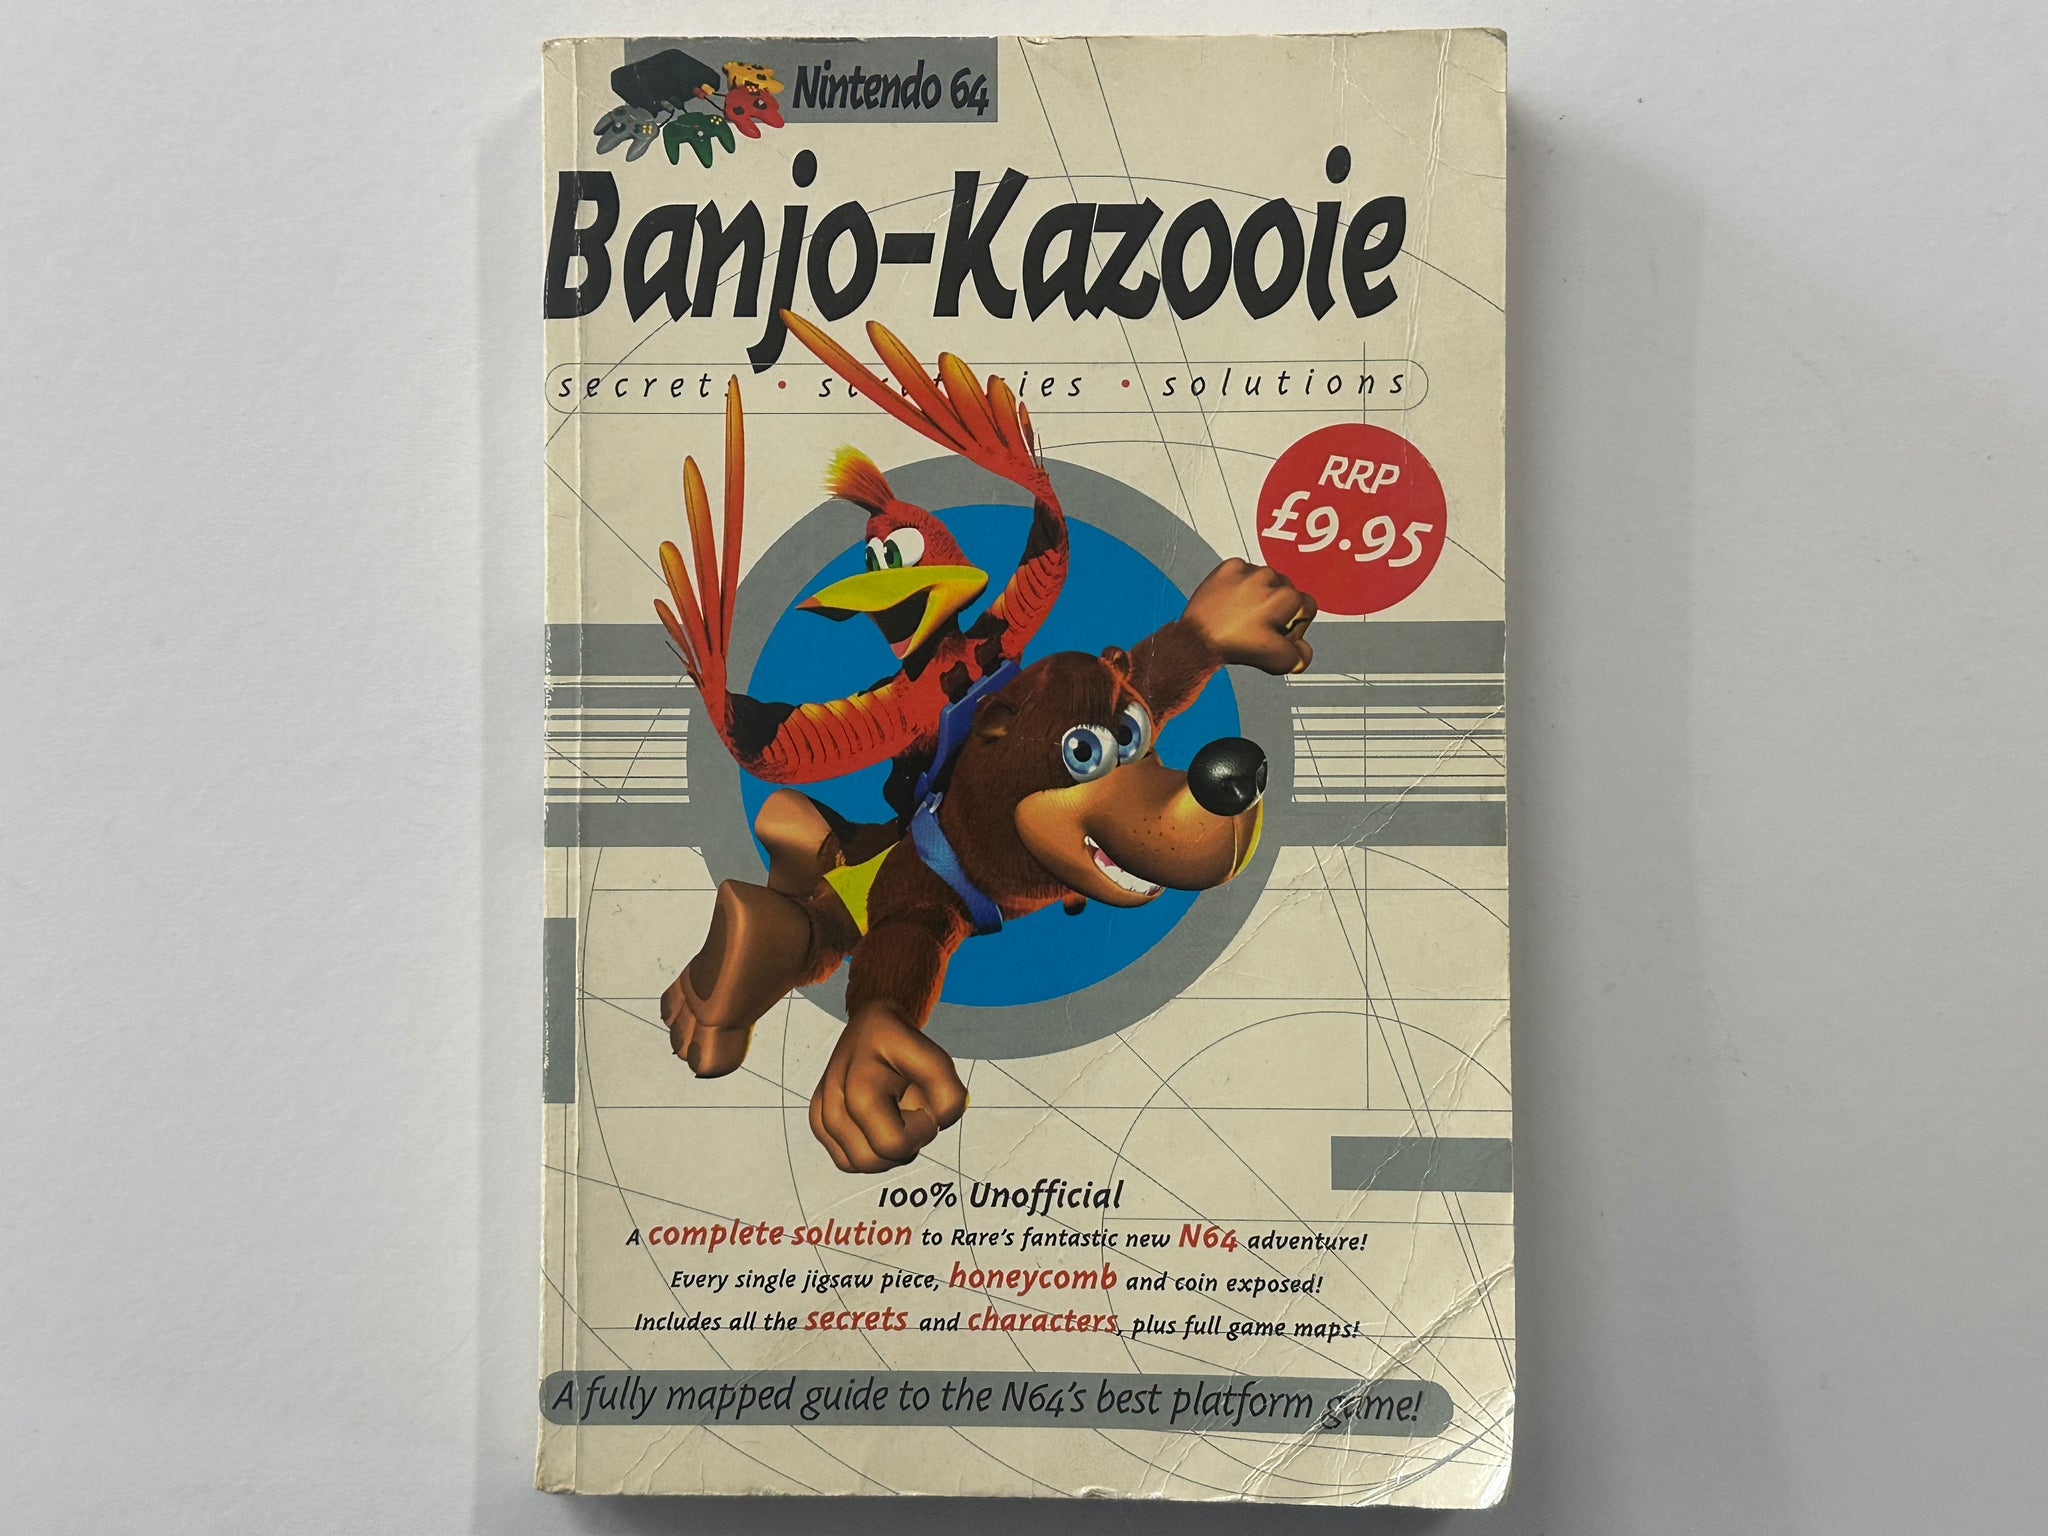 Nintendo 64
Banjo-Kazooie
secrets • strategies • solutions
RRP
£9.95
100% Unofficial
A complete solution to Rare's fantastic new N64 adventure!
Every single jigsaw piece, honeycomb and coin exposed!
Includes all the secrets and characters, plus full game maps!
A fully mapped guide to the N64's best platform game!